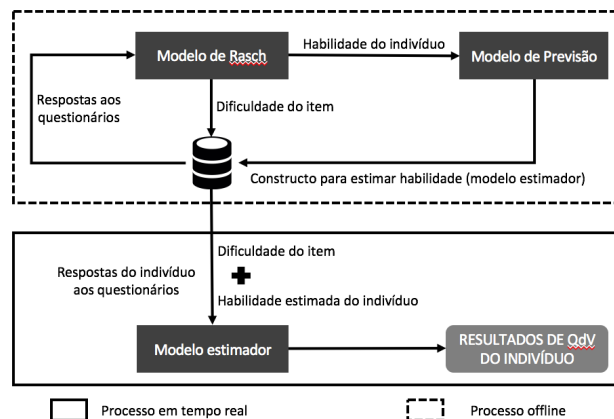 Modelo de Rasch
Habilidade do indivíduo
Modelo de Previsão
Respostas aos
questionários
Dificuldade do item
Constructo para estimar habilidade (modelo estimador)
Dificuldade do item
Respostas do indivíduo
aos questionários
Habilidade estimada do indivíduo
Modelo estimador
RESULTADOS DE QdV
DO INDIVÍDUO
Processo em tempo real
Processo offline